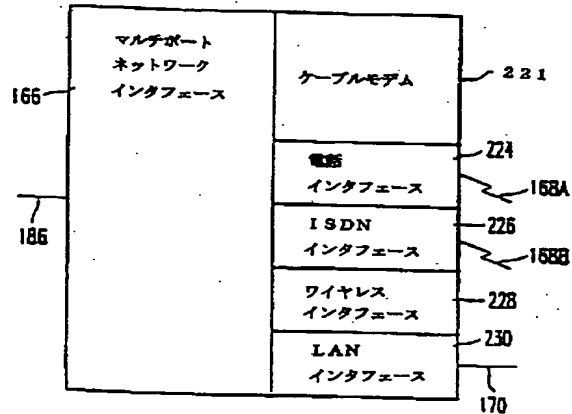 マルチポート
ネットワーク
インタフェース
166
186
ケーブルモデム
221
電話
インタフェース
224
168A
ISDN
インタフェース
226
168B
ワイヤレス
インタフェース
228
LAN
インタフェース
230
170